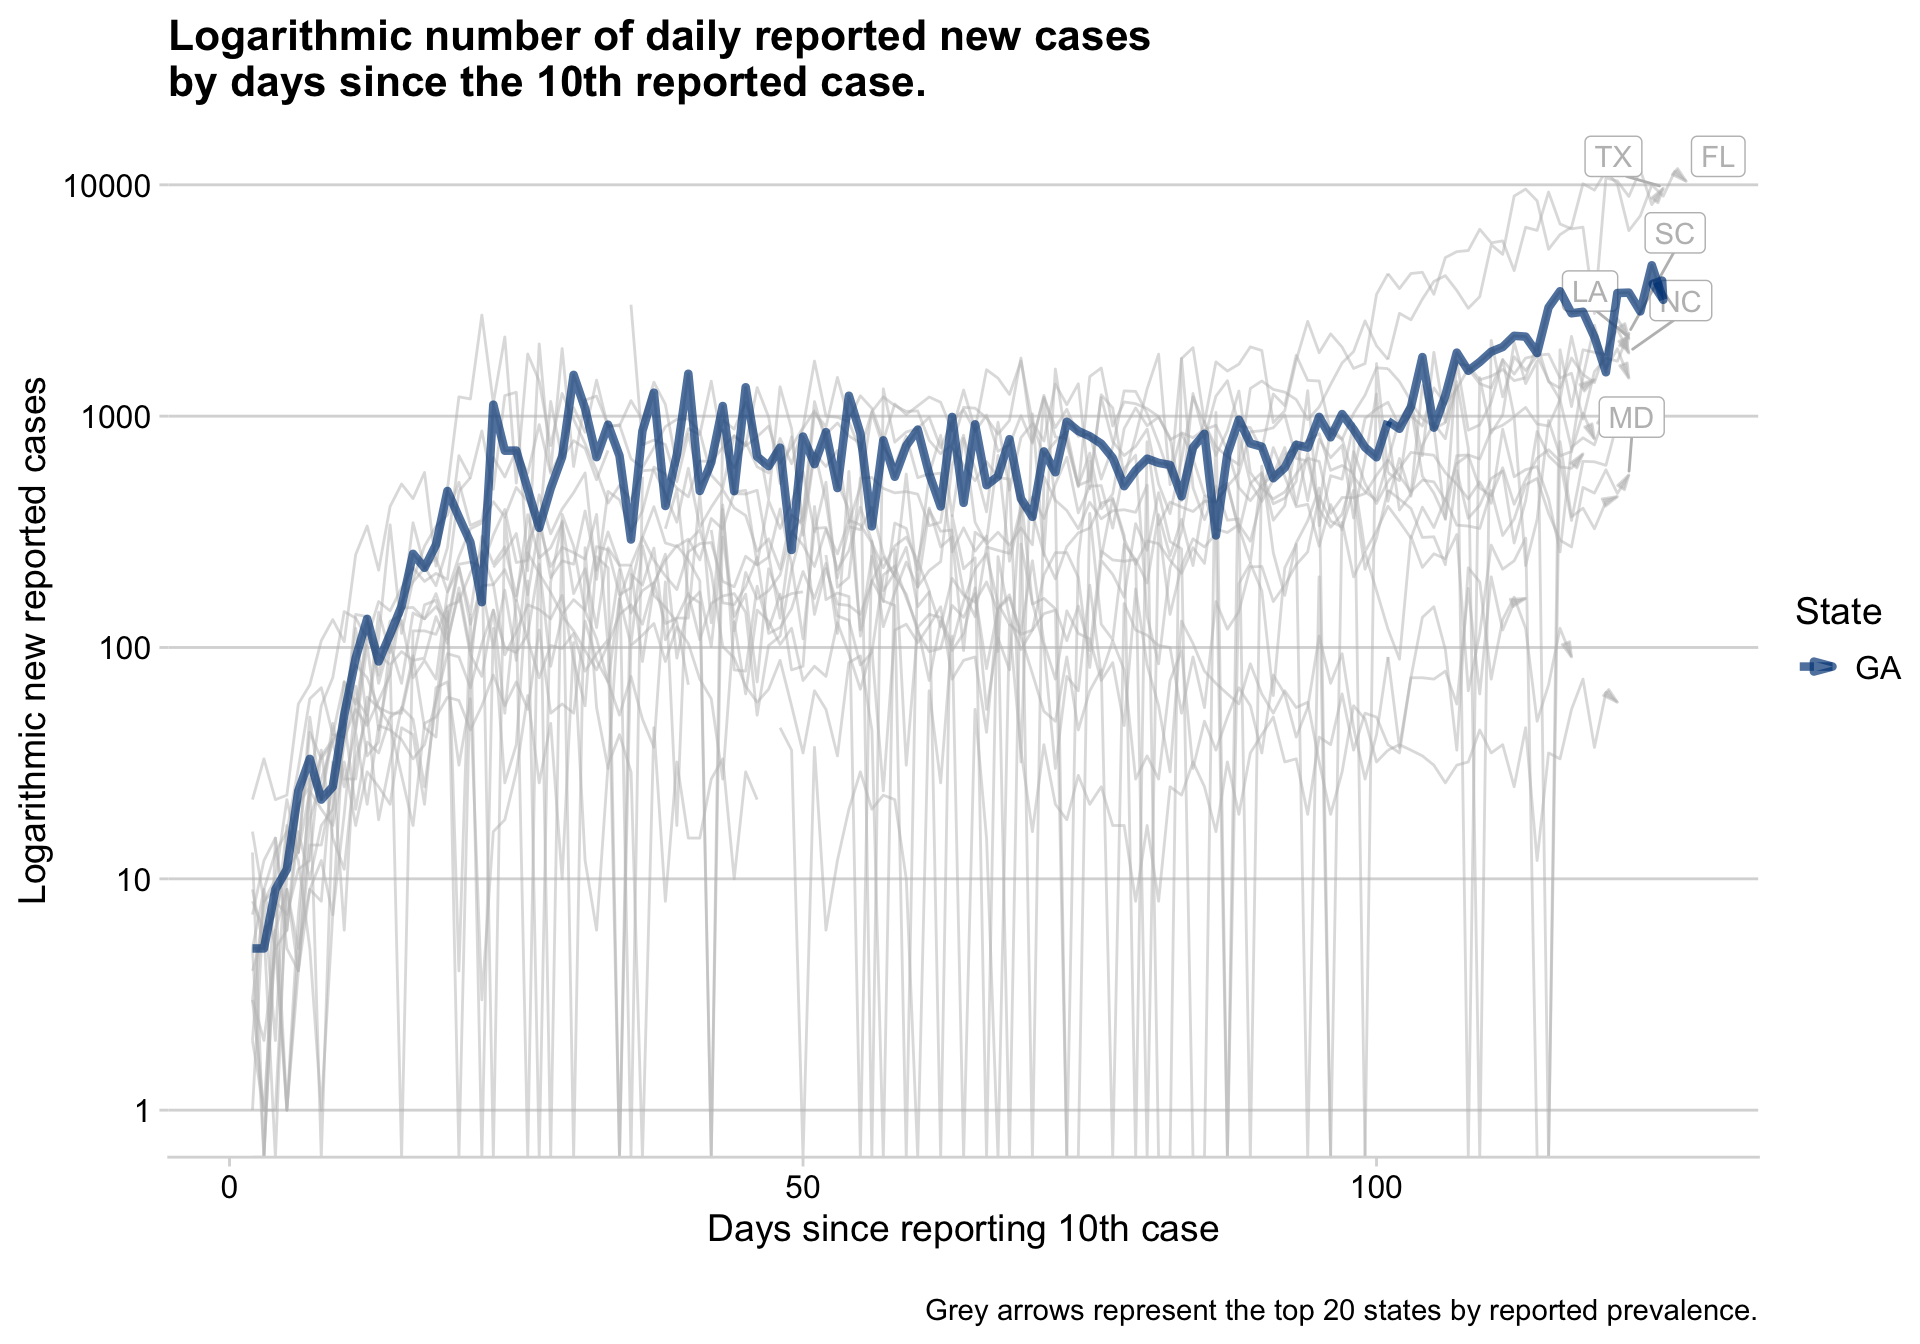 Logarithmic number of daily reported new cases
by days since the 10th reported case.
TX
FL
10000
SC
LA
NC
1000
MD
100
10
1
Logarithmic new reported cases
State
GA
0
50
100
Days since reporting 10th case
Grey arrows represent the top 20 states by reported prevalence.